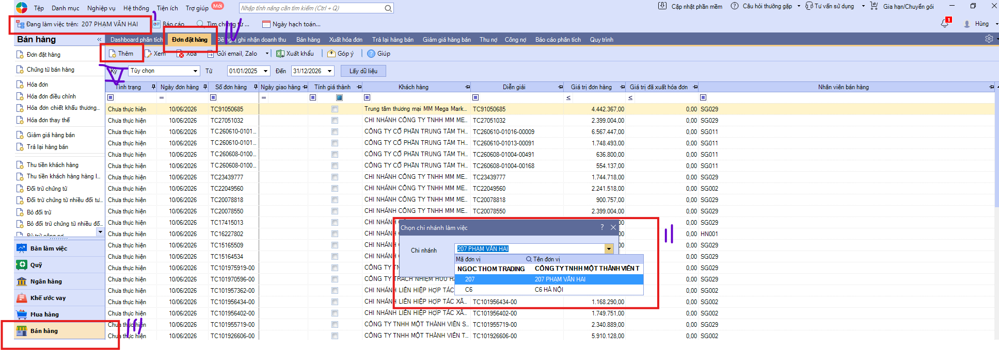 Tệp Danh mục Nghiệp vụ Hệ thống Tiện ích Trợ giúp Mới Nhập tính năng cần tìm kiếm (Ctrl + Q) Cập nhật phần mềm Câu hỏi thường gặp Tư vấn sử dụng Gia hạn/Chuyển gói
Đang làm việc trên: 207 PHẠM VĂN HAI Báo cáo Tìm chứng từ ... Ngày hạch toán... 1 Hùng
Bán hàng « Dashboard phân tích Đơn đặt hàng Đề nghị ghi nhận doanh thu Bán hàng Xuất hóa đơn Trả lại hàng bán Giảm giá hàng bán Thu nợ Công nợ Báo cáo phân tích Quy trình
Thêm Xem Xóa Gửi email, Zalo Xuất khẩu Góp ý Giúp
Kỳ Tùy chọn Từ 01/01/2025 Đến 31/12/2026 Lấy dữ liệu
Đơn đặt hàng
Chứng từ bán hàng
Hóa đơn
Hóa đơn điều chỉnh
Hóa đơn chiết khấu thương...
Hóa đơn thay thế
Giảm giá hàng bán
Trả lại hàng bán
Thu tiền khách hàng
Thu tiền khách hàng hàng l...
Đối trừ chứng từ
Đối trừ chứng từ nhiều đối tư...
Bỏ đối trừ
Bỏ đối trừ chứng từ nhiều đố...
Bù trừ công nợ
Bàn làm việc
Quỹ
Ngân hàng
Khế ước vay
Mua hàng
Bán hàng
Tình trạng Ngày đơn hàng Số đơn hàng Ngày giao hàng Tính giá thành Khách hàng Diễn giải Giá trị đơn hàng Giá trị đã xuất hóa đơn Nhân viên bán hàng
= = ≤ ≤
Chưa thực hiện 10/06/2026 TC91050685 Trung tâm thương mại MM Mega Mark... TC91050685 4.442.367,00 0,00 SG029
Chưa thực hiện 10/06/2026 TC27051032 CHI NHÁNH CÔNG TY TNHH MM ME... TC27051032 2.399.004,00 0,00 SG029
Chưa thực hiện 10/06/2026 TC260610-0101... CÔNG TY CỔ PHẦN TRUNG TÂM TH... TC260610-01016-00009 6.567.447,00 0,00 SG011
Chưa thực hiện 10/06/2026 TC260610-0101... CÔNG TY CỔ PHẦN TRUNG TÂM TH... TC260610-01013-00091 1.748.493,00 0,00 SG011
Chưa thực hiện 10/06/2026 TC260608-0100... CÔNG TY CỔ PHẦN TRUNG TÂM TH... TC260608-01004-00491 636.800,00 0,00 SG011
Chưa thực hiện 10/06/2026 TC260608-0100... CÔNG TY CỔ PHẦN TRUNG TÂM TH... TC260608-01004-00168 554.137,00 0,00 SG011
Chưa thực hiện 10/06/2026 TC23439777 CHI NHÁNH CÔNG TY TNHH MM ME... TC23439777 1.744.718,00 0,00 SG029
Chưa thực hiện 10/06/2026 TC22049560 CHI NHÁNH CÔNG TY TNHH MM ME... TC22049560 2.241.518,00 0,00 SG002
Chưa thực hiện 10/06/2026 TC20078818 CHI NHÁNH CÔNG TY TNHH MM ME... TC20078818 900.757,00 0,00 SG029
Chưa thực hiện 10/06/2026 TC20078550 CHI NHÁNH CÔNG TY TNHH MM ME... TC20078550 2.399.004,00 0,00 SG029
Chưa thực hiện 10/06/2026 TC17415013 CHI NHÁNH 0,00 SG029
Chưa thực hiện 10/06/2026 TC16227802 CHI NHÁNH 0,00 HN001
Chưa thực hiện 10/06/2026 TC15165509 CHI NHÁNH 0,00 SG029
Chưa thực hiện 10/06/2026 TC15164534 CHI NHÁNH 0,00 SG029
Chưa thực hiện 10/06/2026 TC101975919-00 CÔNG TY 0,00 SG029
Chưa thực hiện 10/06/2026 TC101970596-00 CÔNG TY TRÁCH NHIỆM HỮU 0,00 SG029
Chưa thực hiện 10/06/2026 TC101957362-00 CHI NHÁNH LIÊN HIỆP HỢP TÁC 0,00 SG002
Chưa thực hiện 10/06/2026 TC101956434-00 CHI NHÁNH LIÊN HIỆP HỢP TÁC XÃ... TC101956434-00 1.168.290,00 0,00 SG002
Chưa thực hiện 10/06/2026 TC101956402-00 CHI NHÁNH LIÊN HIỆP HỢP TÁC XÃ... TC101956402-00 1.749.751,00 0,00 SG002
Chưa thực hiện 10/06/2026 TC101955719-00 CÔNG TY TNHH MỘT THÀNH VIÊN S... TC101955719-00 2.340.889,00 0,00 SG029
Chưa thực hiện 10/06/2026 TC101926606-00 CÔNG TY TNHH MỘT THÀNH VIÊN T... TC101926606-00 5.910.128,00 0,00 SG002
Chọn chi nhánh làm việc ?
Chi nhánh 207 PHẠM VĂN HAI
Mã đơn vị Tên đơn vị
NGOC THOM TRADING CÔNG TY TNHH MỘT THÀNH VIÊN T
207 207 PHẠM VĂN HAI
C6 C6 HÀ NỘI
I
II
III
IV
V